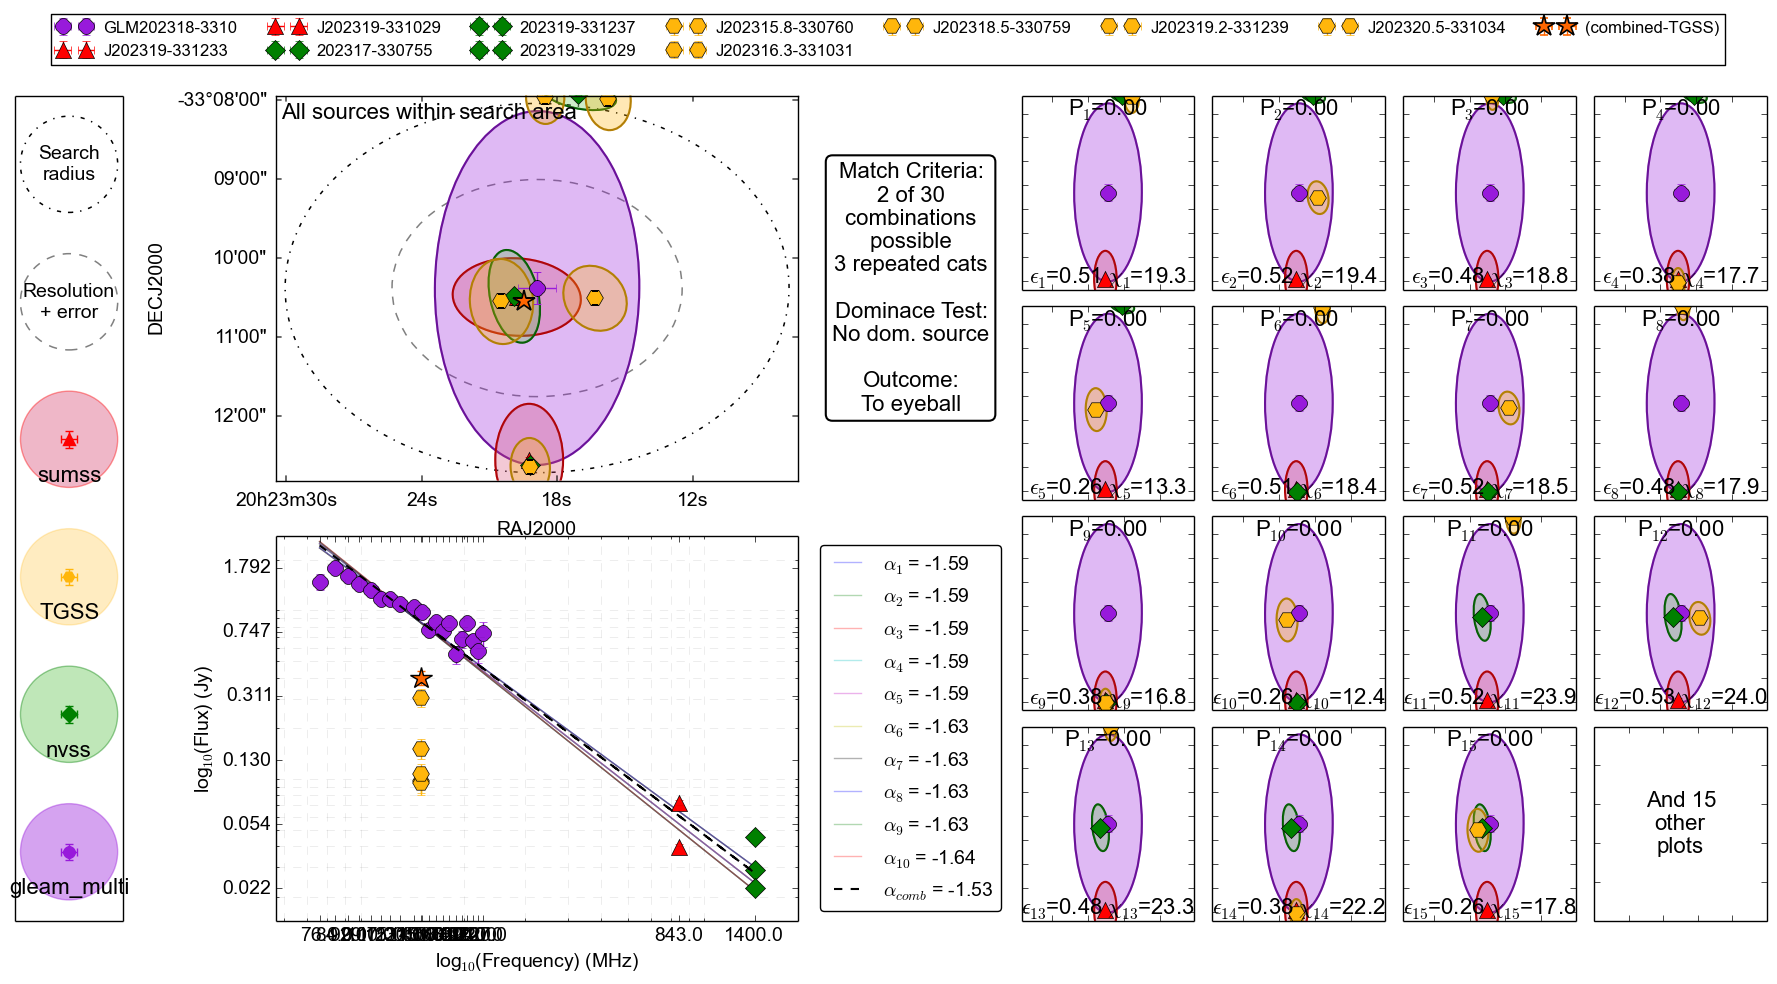 GLM202318-3310
J202319-331233
J202319-331029
202317-330755
202319-331237
202319-331029
J202315.8-330760
J202316.3-331031
J202318.5-330759
J202319.2-331239
J202320.5-331034
(combined-TGSS)
Search
radius
Resolution
+ error
sumss
TGSS
nvss
gleam_multi
All sources within search area
-33°08'00"
09'00"
10'00"
11'00"
12'00"
DECJ2000
20h23m30s
24s
18s
12s
RAJ2000
Match Criteria:
2 of 30
combinations
possible
3 repeated cats
Dominace Test:
No dom. source
Outcome:
To eyeball
1.792
0.747
0.311
0.130
0.054
0.022
log10(Flux) (Jy)
843.0
1400.0
log10(Frequency) (MHz)
α1 = -1.59
α2 = -1.59
α3 = -1.59
α4 = -1.59
α5 = -1.59
α6 = -1.63
α7 = -1.63
α8 = -1.63
α9 = -1.63
α10 = -1.64
αcomb = -1.53
P1=0.00
ϵ1=0.51 χ1=19.3
P2=0.00
ϵ2=0.52 χ2=19.4
P3=0.00
ϵ3=0.48 χ3=18.8
P4=0.00
ϵ4=0.38 χ4=17.7
P5=0.00
ϵ5=0.26 χ5=13.3
P6=0.00
ϵ6=0.51 χ6=18.4
P7=0.00
ϵ7=0.52 χ7=18.5
P8=0.00
ϵ8=0.48 χ8=17.9
P9=0.00
ϵ9=0.38 χ9=16.8
P10=0.00
ϵ10=0.26 χ10=12.4
P11=0.00
ϵ11=0.52 χ11=23.9
P12=0.00
ϵ12=0.53 χ12=24.0
P13=0.00
ϵ13=0.48 χ13=23.3
P14=0.00
ϵ14=0.38 χ14=22.2
P15=0.00
ϵ15=0.26 χ15=17.8
And 15
other
plots